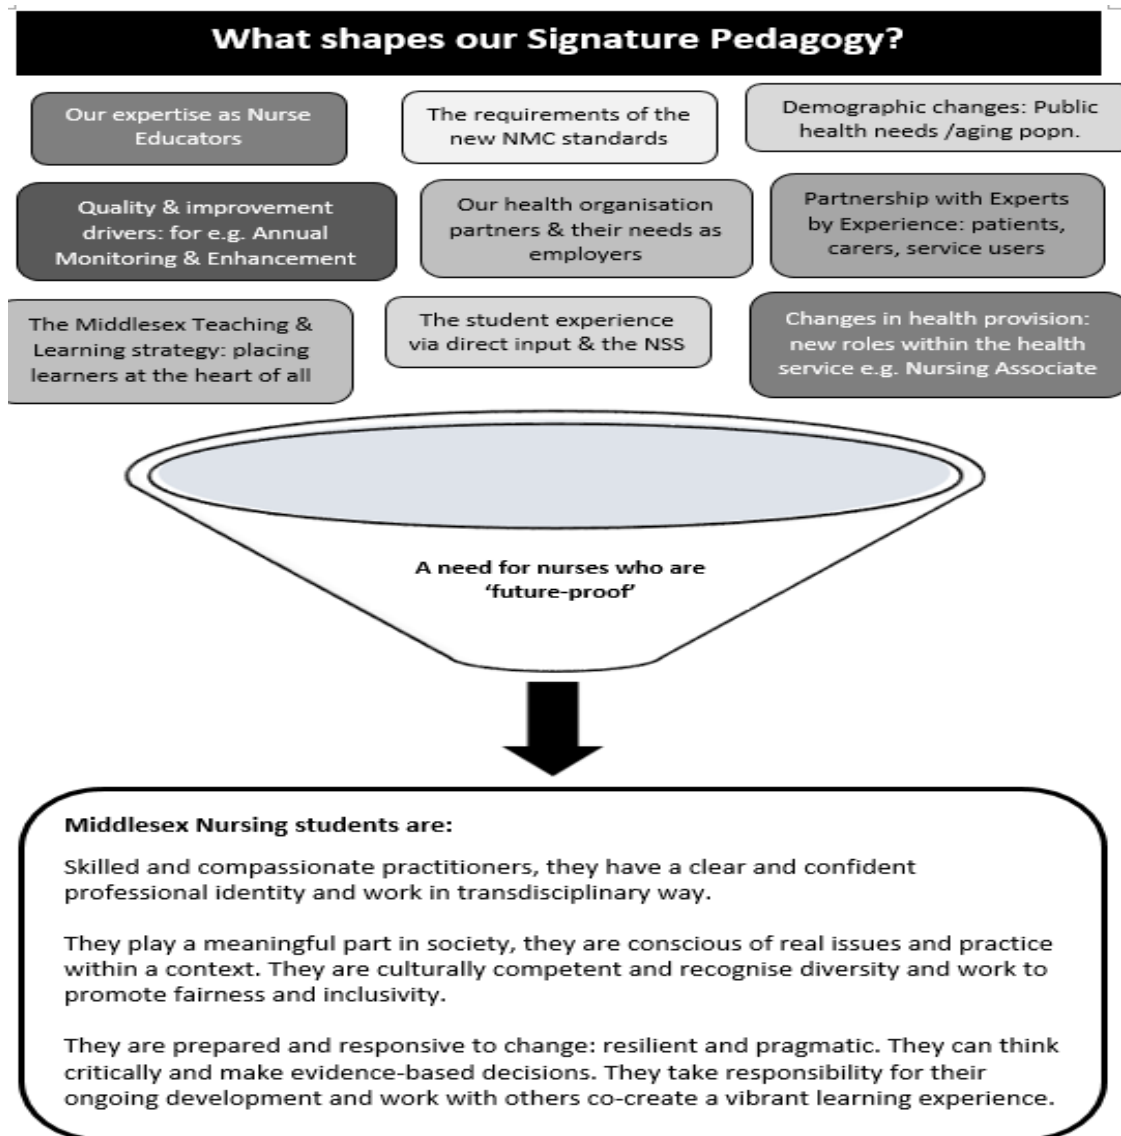 What shapes our Signature Pedagogy?
Our expertise as Nurse
Educators
The requirements of the
new NMC standards
Demographic changes: Public
health needs /aging popn.
Quality & improvement
drivers: for e.g. Annual
Monitoring & Enhancement
Our health organisation
partners & their needs as
employers
Partnership with Experts
by Experience: patients,
carers, service users
The Middlesex Teaching &
Learning strategy: placing
learners at the heart of all
The student experience
via direct input & the NSS
Changes in health provision:
new roles within the health
service e.g. Nursing Associate
A need for nurses who are
‘future-proof’
Middlesex Nursing students are:
Skilled and compassionate practitioners, they have a clear and confident
professional identity and work in transdisciplinary way.
They play a meaningful part in society, they are conscious of real issues and practice
within a context. They are culturally competent and recognise diversity and work to
promote fairness and inclusivity.
They are prepared and responsive to change: resilient and pragmatic. They can think
critically and make evidence-based decisions. They take responsibility for their
ongoing development and work with others co-create a vibrant learning experience.